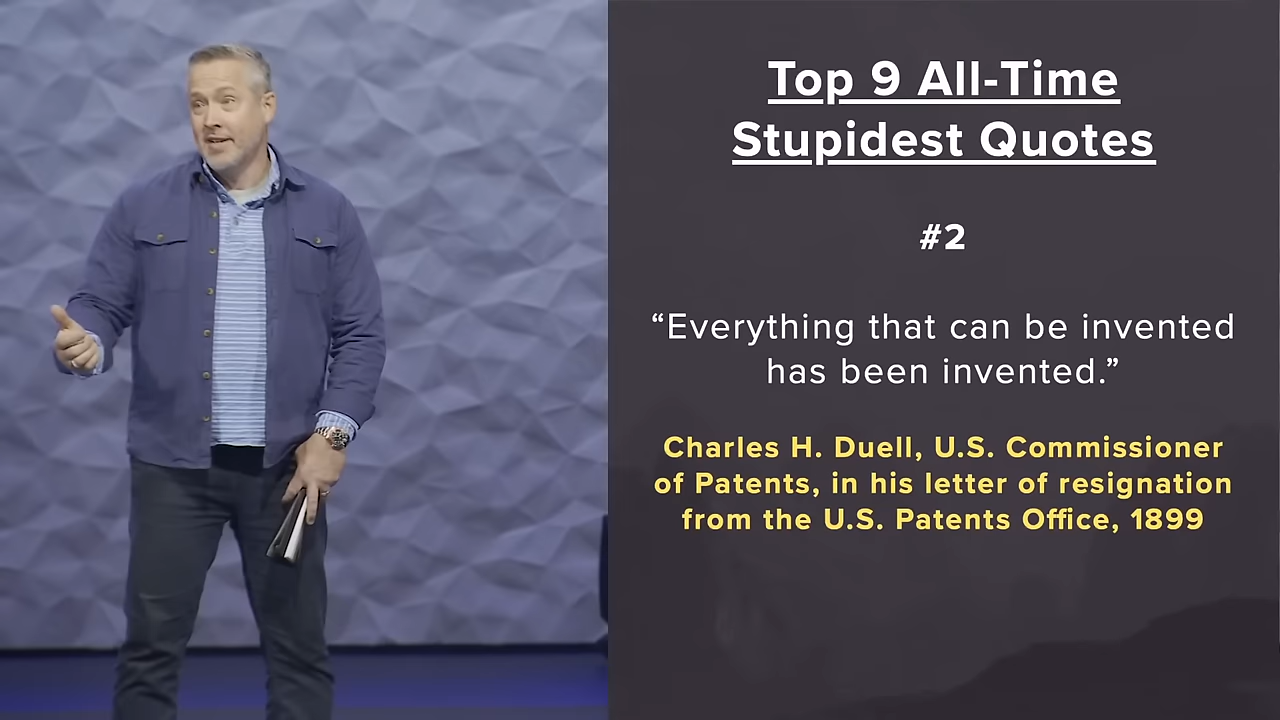 Top 9 All-Time
Stupidest Quotes
#2
“Everything that can be invented
has been invented.”
Charles H. Duell, U.S. Commissioner
of Patents, in his letter of resignation
from the U.S. Patents Office, 1899